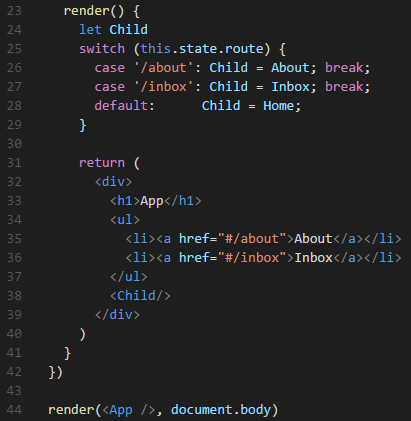 23     render() {
24       let Child
25       switch (this.state.route) {
26         case '/about': Child = About; break;
27         case '/inbox': Child = Inbox; break;
28         default:      Child = Home;
29       }
30
31       return (
32         <div>
33           <h1>App</h1>
34           <ul>
35             <li><a href="#/about">About</a></li>
36             <li><a href="#/inbox">Inbox</a></li>
37           </ul>
38           <Child/>
39         </div>
40       )
41     }
42   })
43
44   render(<App />, document.body)